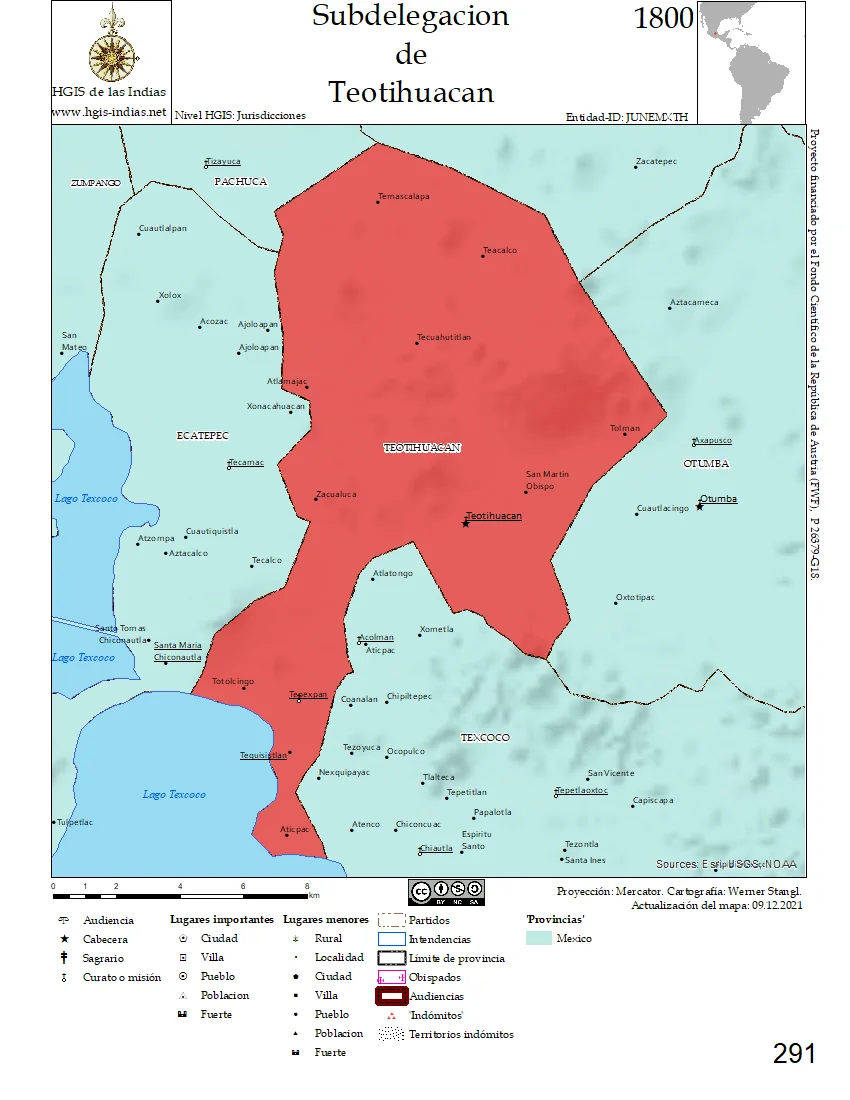 Subdelegacion
de
Teotihuacan
1800
HGIS de las Indias
www.hgis-indias.net
Nivel HGIS: Jurisdicciones
Entidad-ID: JUNEMXTH
Proyecto financiado por el Fondo Científico de la República de Austria (FWF), P 26379-G18.
Tizayuca
Zacatepec
ZUMPANGO
PACHUCA
Temascalapa
Cuautlalpan
Teacalco
Xolox
Aztacameca
Acozac
Ajoloapan
San
Mateo
Tecuahutitlan
Ajoloapan
Atlamajac
Xonacahuacan
Tolman
ECATEPEC
TEOTIHUACAN
Axapusco
Tecamac
OTUMBA
San Martin
Obispo
Lago Texcoco
Zacualuca
Otumba
Cuautlacingo
Teotihuacan
Cuautiquistla
Atzompa
Aztacalco
Tecalco
Atlatongo
Oxtotipac
Santo Tomas
Chiconautla
Xometla
Acolman
Santa Maria
Chiconautla
Aticpac
Lago Texcoco
Totolcingo
Tepexpan
Coanalan
Chipiltepec
TEXCOCO
Tezoyuca
Ocopulco
Tequisistlan
Nexquipayac
Tlalteca
San Vicente
Tepetitlan
Tepetlaoxtoc
Lago Texcoco
Capiscapa
Papalotla
Tulpetlac
Aticpac
Atenco
Chiconcuac
Espiritu
Santo
Chiautla
Tezontla
Santa Ines
Sources: Esri, USGS, NOAA
0 1 2 4 6 8
km
cc
BY NC SA
Proyección: Mercator. Cartografía: Werner Stangl.
Actualización del mapa: 09.12.2021
Audiencia
Cabecera
Sagrario
Curato o misión
Lugares importantes
Ciudad
Villa
Pueblo
Poblacion
Fuerte
Lugares menores
Rural
Localidad
Ciudad
Villa
Pueblo
Poblacion
Fuerte
Partidos
Intendencias
Límite de provincia
Obispados
Audiencias
'Indómitos'
Territorios indómitos
'Provincias'
Mexico
291